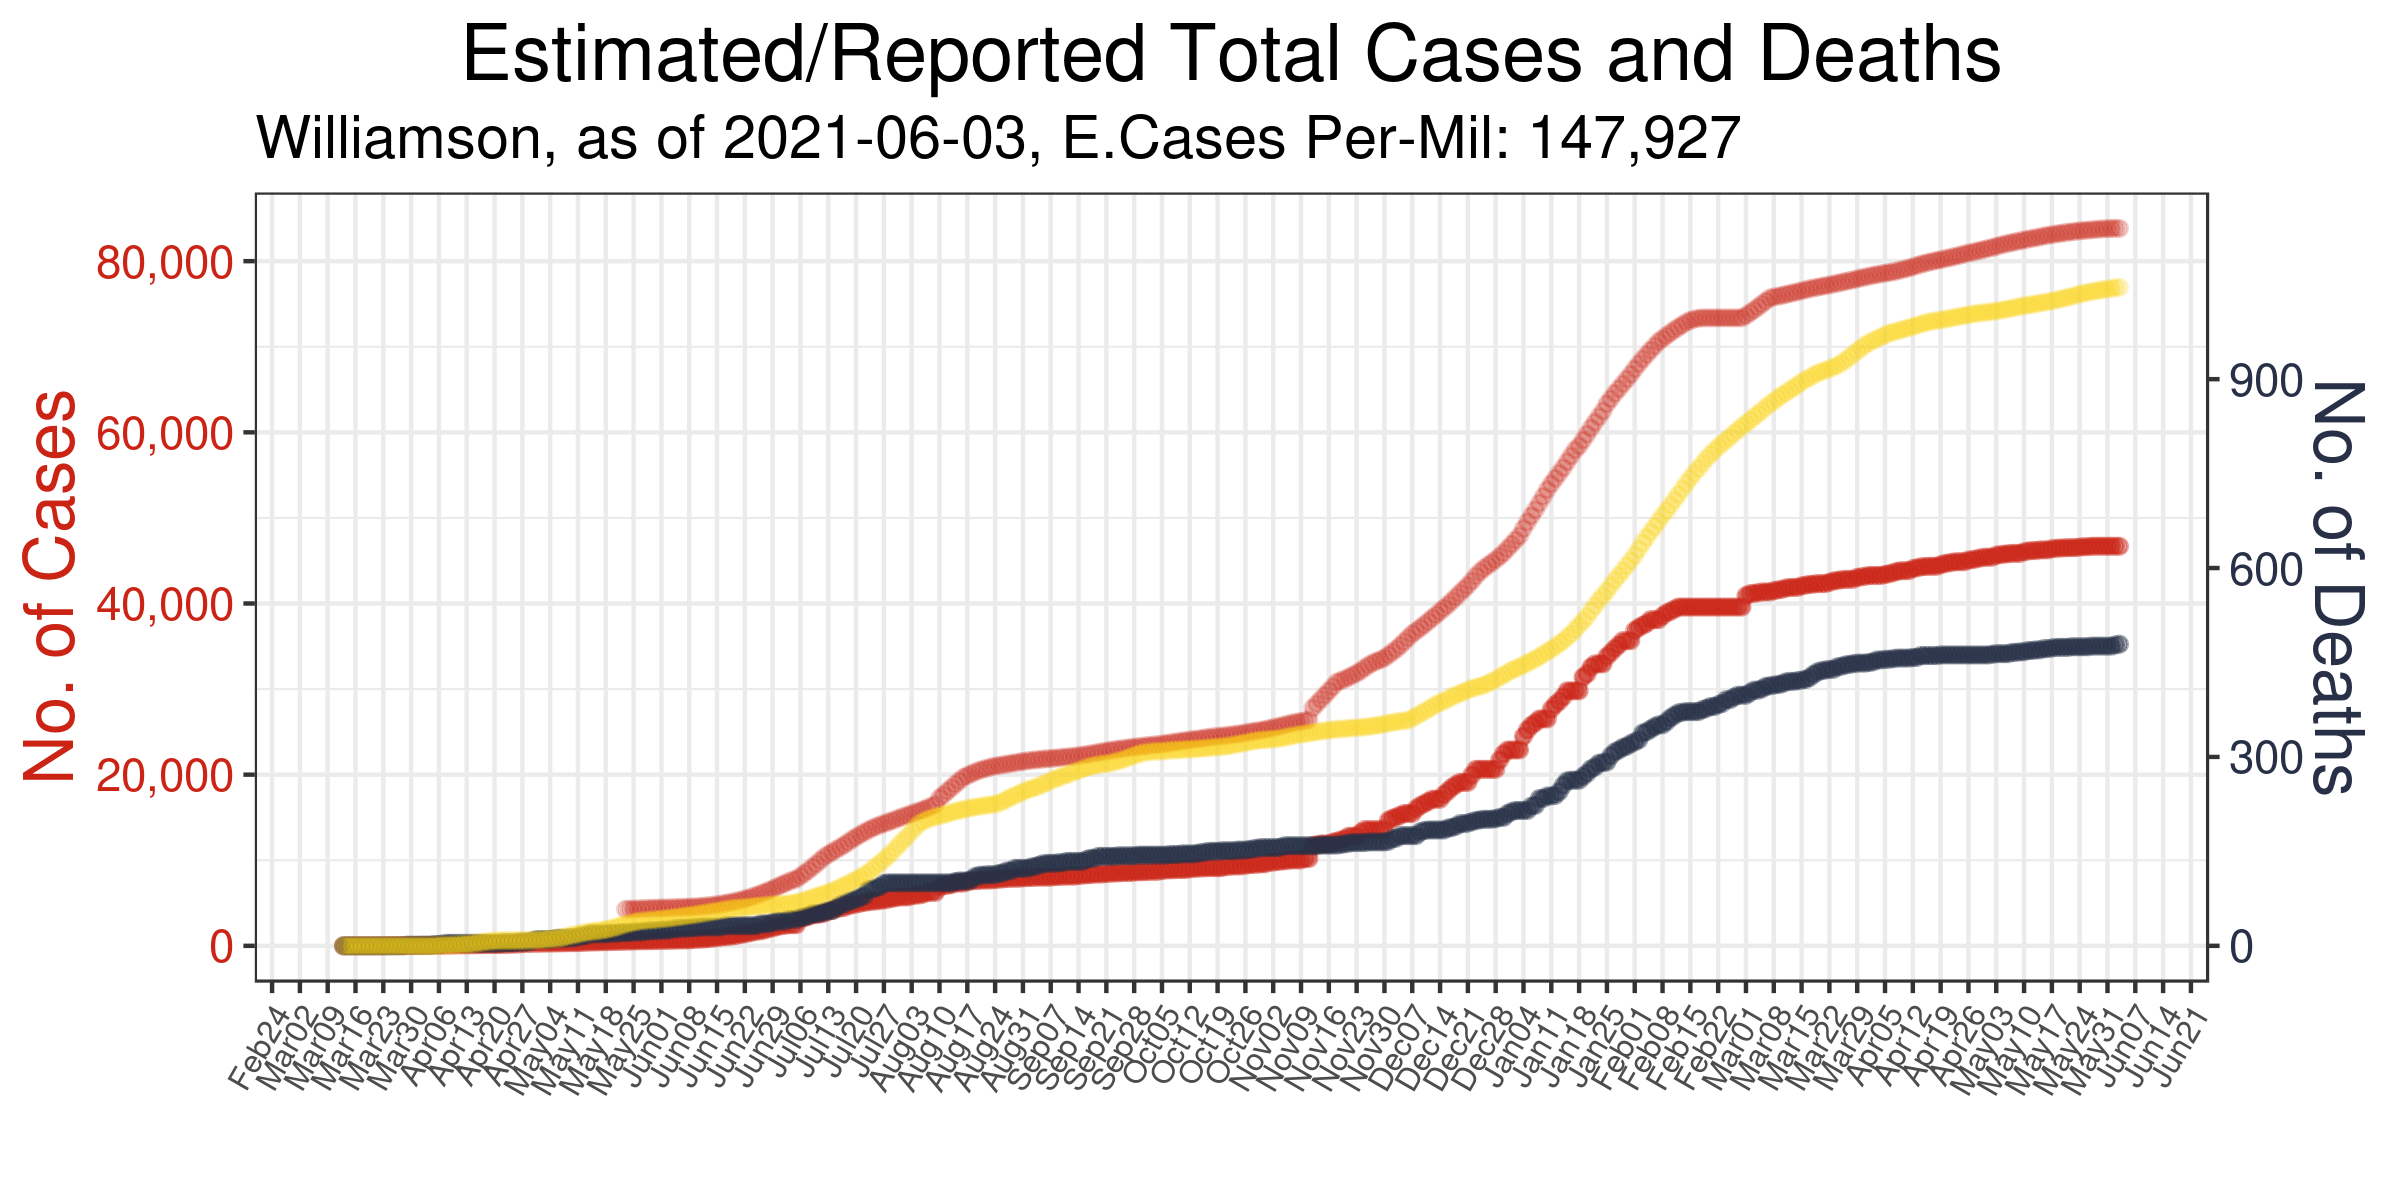 Estimated/Reported Total Cases and Deaths
Williamson, as of 2021-06-03, E.Cases Per-Mil: 147,927
No. of Cases
80,000
60,000
40,000
20,000
0
900
600
300
0
No. of Deaths
Feb24
Mar02
Mar09
Mar16
Mar23
Mar30
Apr06
Apr13
Apr20
Apr27
May04
May11
May18
May25
Jun01
Jun08
Jun15
Jun22
Jun29
Jul06
Jul13
Jul20
Jul27
Aug03
Aug10
Aug17
Aug24
Aug31
Sep07
Sep14
Sep21
Sep28
Oct05
Oct12
Oct19
Oct26
Nov02
Nov09
Nov16
Nov23
Nov30
Dec07
Dec14
Dec21
Dec28
Jan04
Jan11
Jan18
Jan25
Feb01
Feb08
Feb15
Feb22
Mar01
Mar08
Mar15
Mar22
Mar29
Apr05
Apr12
Apr19
Apr26
May03
May10
May17
May24
May31
Jun07
Jun14
Jun21